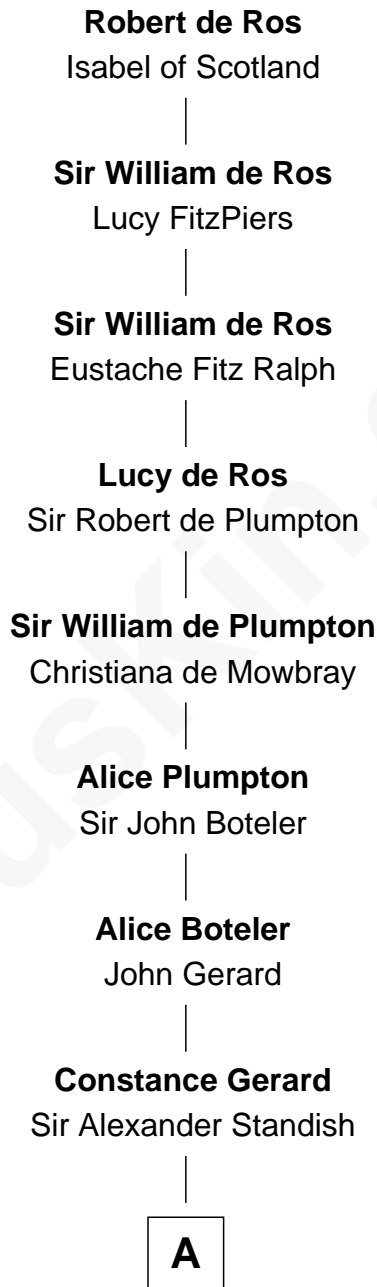 Robert de Ros
Isabel of Scotland
Sir William de Ros
Lucy FitzPiers
Sir William de Ros
Eustache Fitz Ralph
Lucy de Ros
Sir Robert de Plumpton
Sir William de Plumpton
Christiana de Mowbray
Alice Plumpton
Sir John Boteler
Alice Boteler
John Gerard
Constance Gerard
Sir Alexander Standish
A